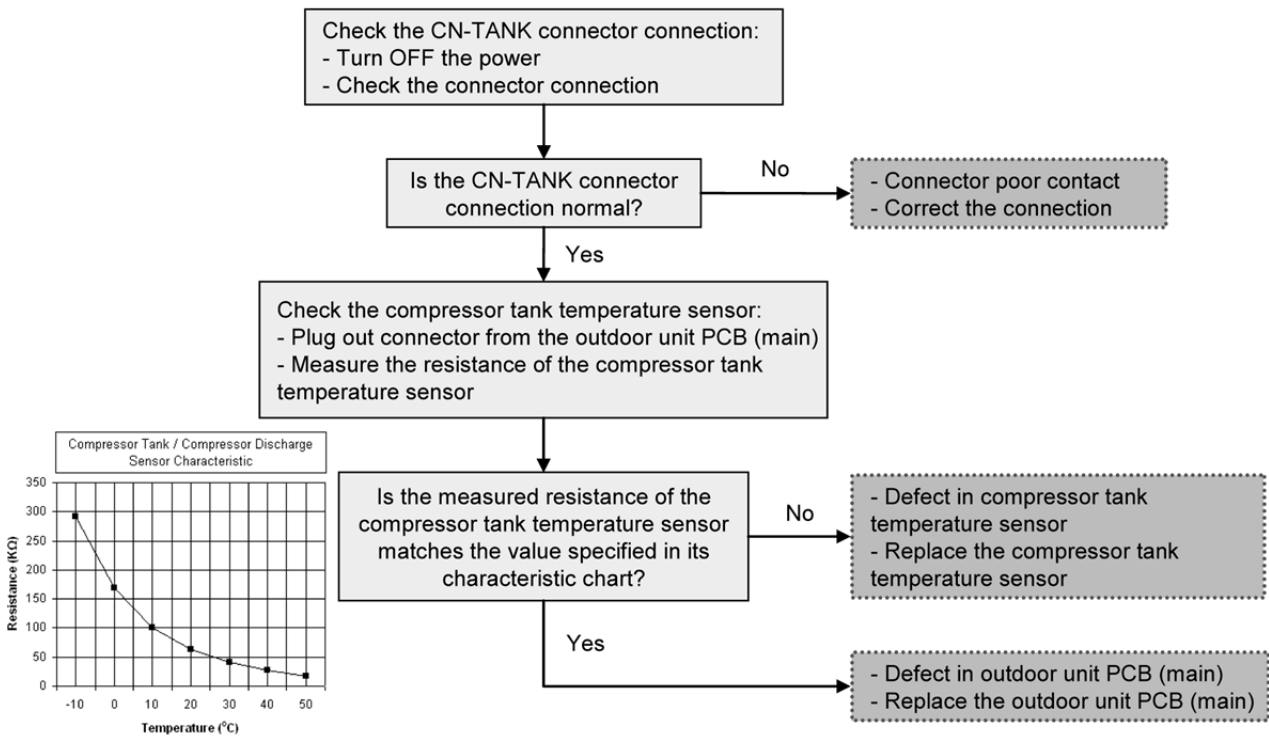 Check the CN-TANK connector connection:
- Turn OFF the power
- Check the connector connection
Is the CN-TANK connector
connection normal?
No
- Connector poor contact
- Correct the connection
Yes
Check the compressor tank temperature sensor:
- Plug out connector from the outdoor unit PCB (main)
- Measure the resistance of the compressor tank
temperature sensor
Compressor Tank / Compressor Discharge
Sensor Characteristic
Resistance (KΩ)
350
300
250
200
150
100
50
0
-10 0 10 20 30 40 50
Temperature (°C)
Is the measured resistance of the
compressor tank temperature sensor
matches the value specified in its
characteristic chart?
No
- Defect in compressor tank
temperature sensor
- Replace the compressor tank
temperature sensor
Yes
- Defect in outdoor unit PCB (main)
- Replace the outdoor unit PCB (main)